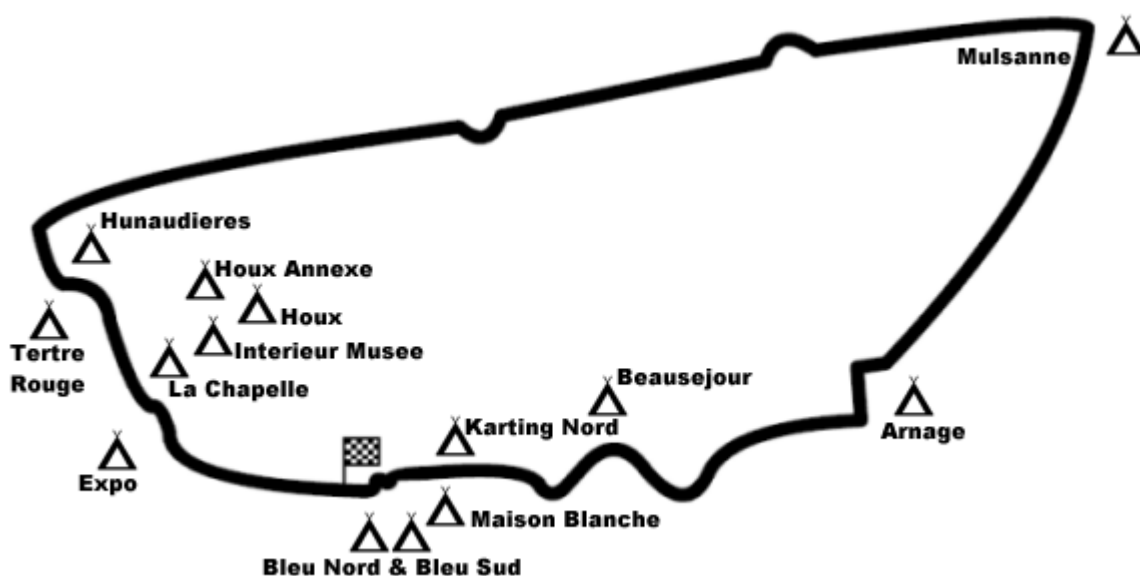 Mulsanne
Hunaudieres
Houx Annexe
Houx
Interieur Musee
Tertre
Rouge
La Chapelle
Beausejour
Karting Nord
Arnage
Expo
Maison Blanche
Bleu Nord & Bleu Sud